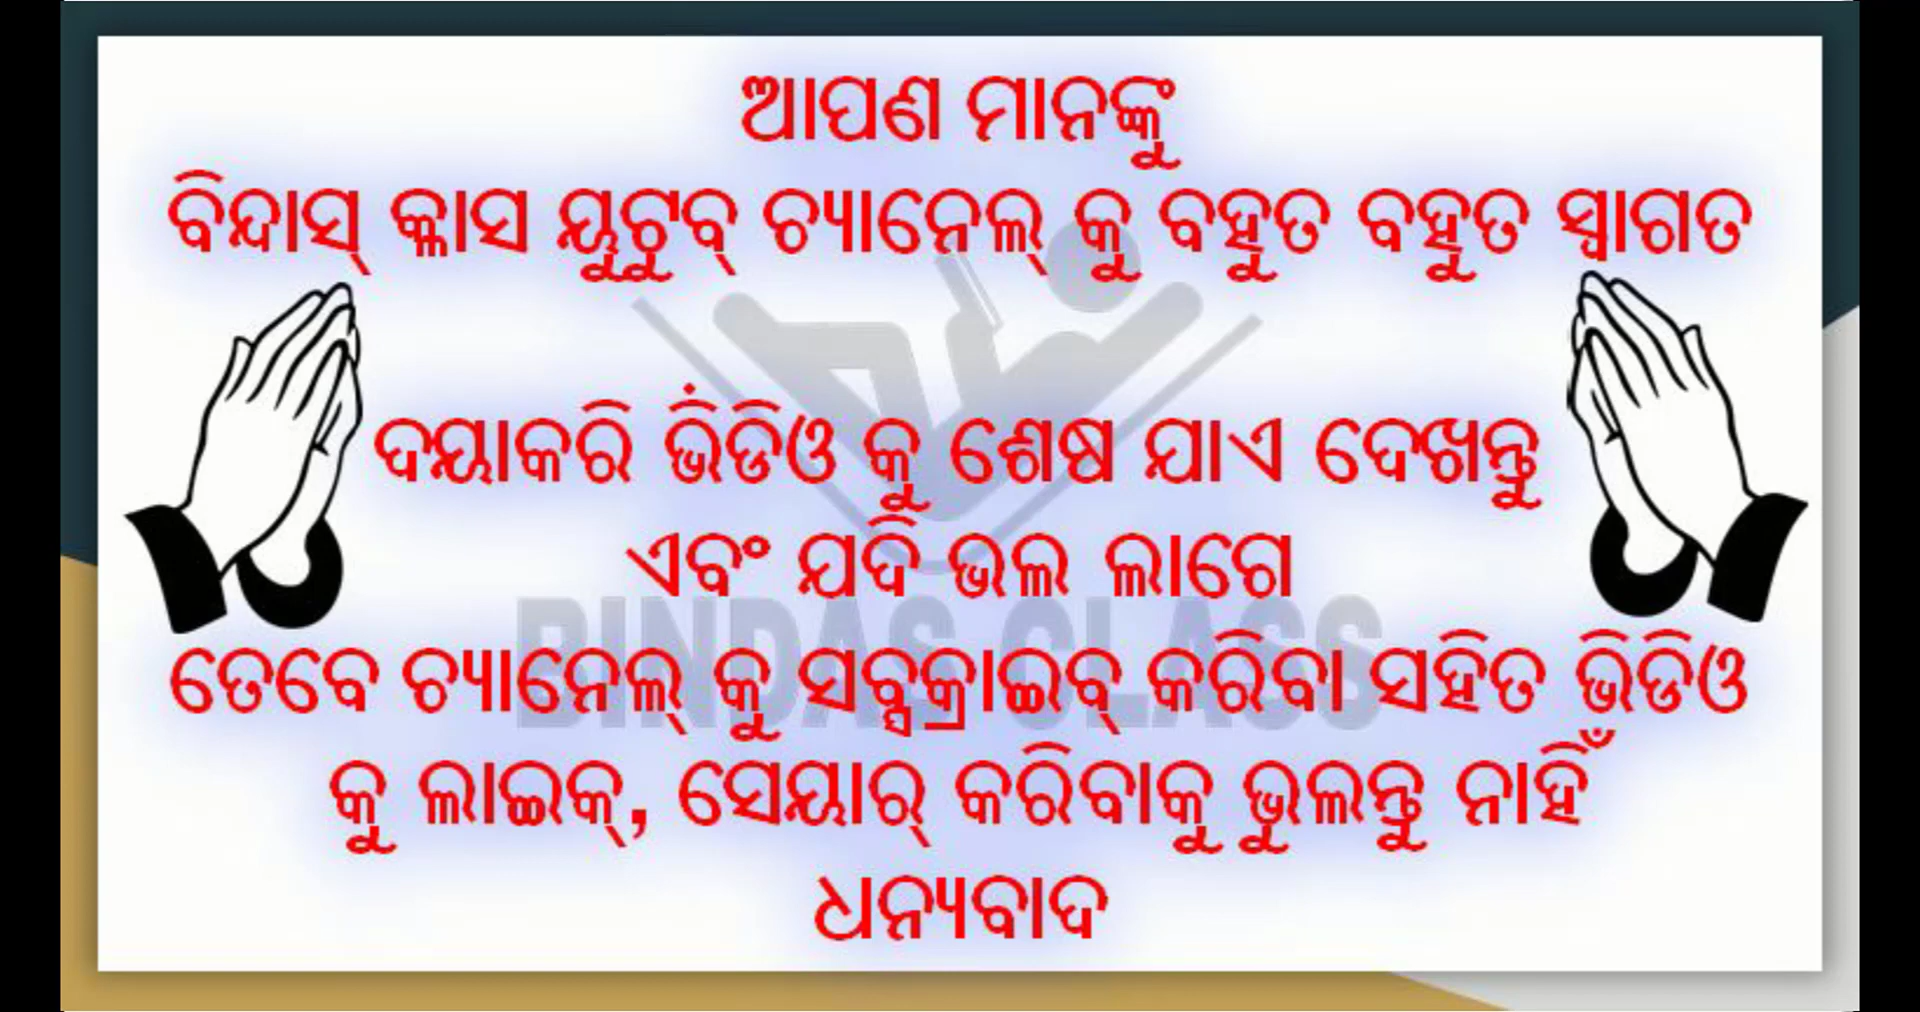 ଆପଣ ମାନଙ୍କୁ
ବିନ୍ଦାସ୍ କ୍ଳାସ ୟୁଟୁବ୍ ଚ୍ୟାନେଲ୍ କୁ ବହୁତ ବହୁତ ସ୍ୱାଗତ
ଦୟାକରି ଭିଁଡିଓ କୁ ଶେଷ ଯାଏ ଦେଖନ୍ତୁ
ଏବଂ ଯଦି ଭଲ ଲାଗେ
BINDAS CLASS
ତେବେ ଚ୍ୟାନେଲ୍ କୁ ସବ୍ସକ୍ରାଇବ୍ କରିବା ସହିତ ଭିଡିଓ
କୁ ଲାଇକ୍, ସେୟାର୍ କରିବାକୁ ଭୁଲନ୍ତୁ ନାହିଁ
ଧନ୍ୟବାଦ